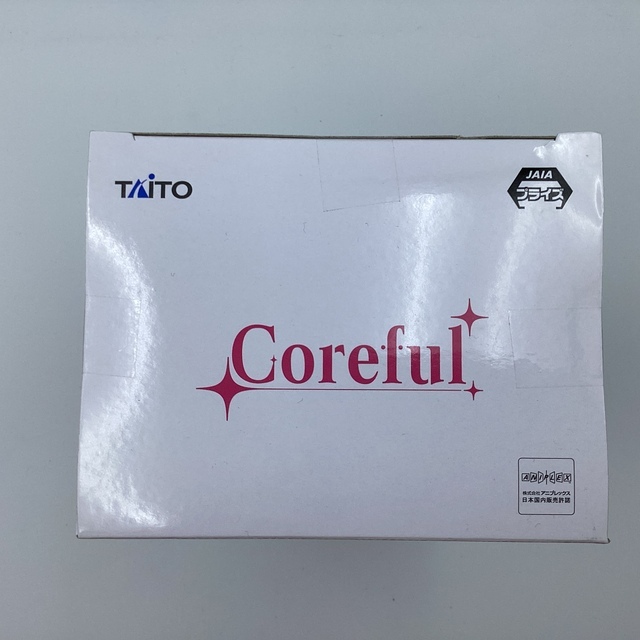 TAITO
JAIA
プライズ
Coreful
ANIPLEX
株式会社アニプレックス
日本国内販売許諾